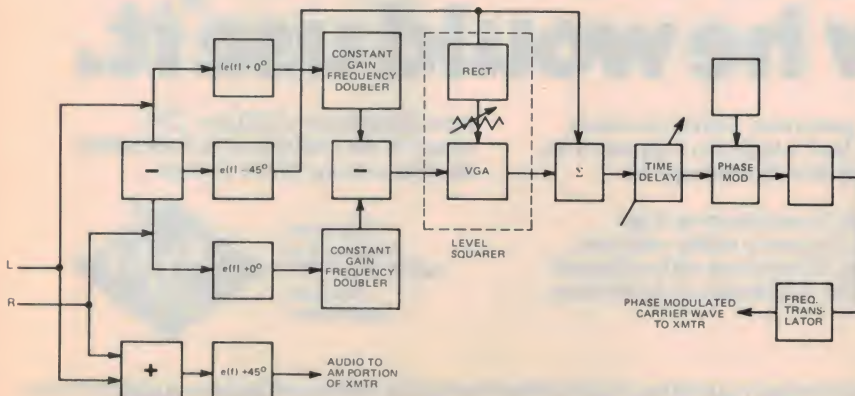 (e(f) + 0°
CONSTANT
GAIN
FREQUENCY
DOUBLER
RECT
−
e(f) −45°
−
VGA
Σ
TIME
DELAY
PHASE
MOD
LEVEL
SQUARER
e(f) +0°
CONSTANT
GAIN
FREQUENCY
DOUBLER
L
R
PHASE MODULATED
CARRIER WAVE
TO XMTR
FREQ.
TRANS-
LATOR
+
e(f) +45°
AUDIO TO
AM PORTION
OF XMTR